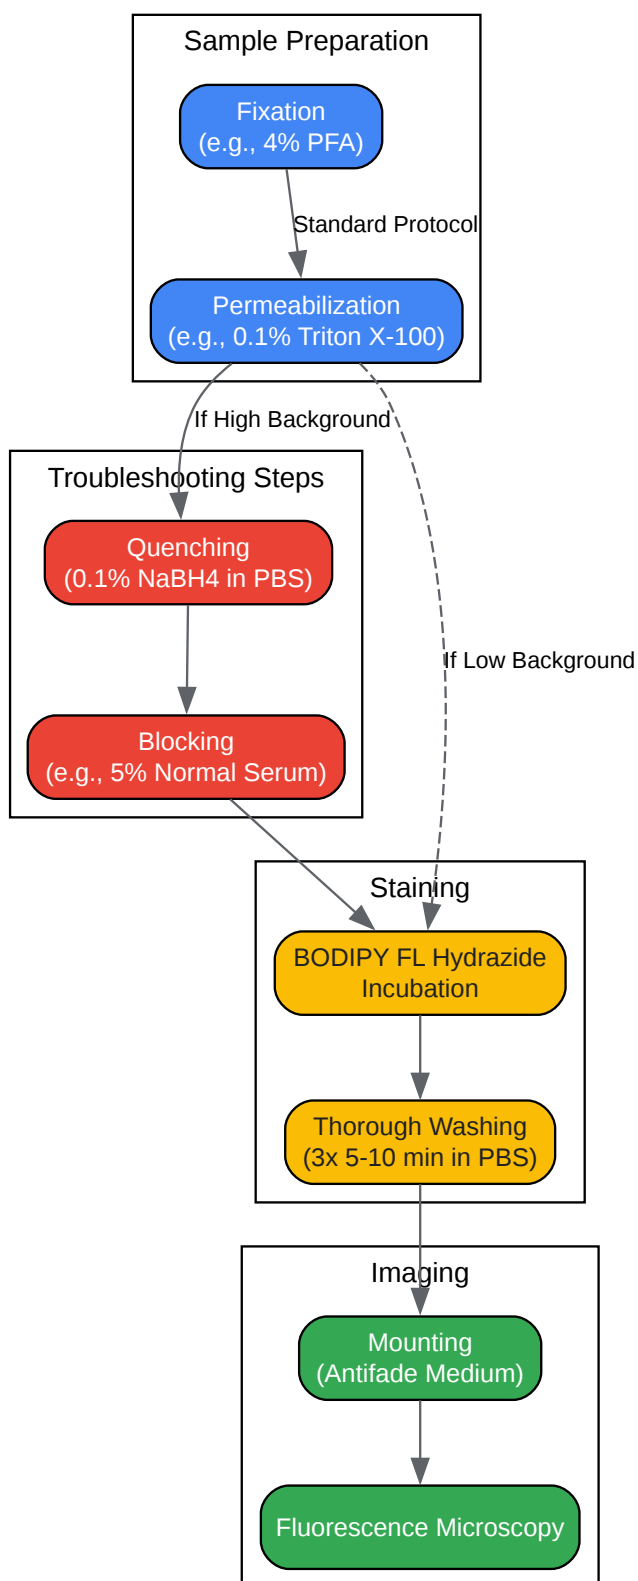 Sample Preparation
Fixation
(e.g., 4% PFA)
Standard Protocol
Permeabilization
(e.g., 0.1% Triton X-100)
If High Background
Troubleshooting Steps
Quenching
(0.1% NaBH4 in PBS)
If Low Background
Blocking
(e.g., 5% Normal Serum)
Staining
BODIPY FL Hydrazide
Incubation
Thorough Washing
(3x 5-10 min in PBS)
Imaging
Mounting
(Antifade Medium)
Fluorescence Microscopy